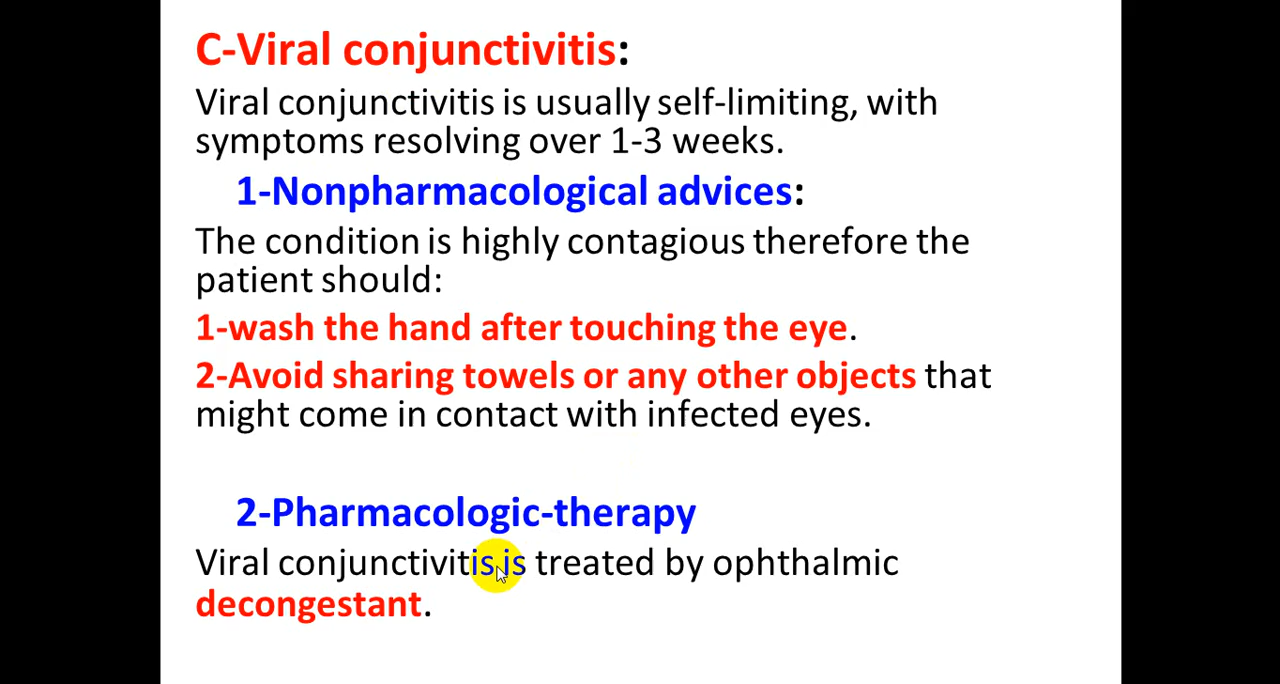 C-Viral conjunctivitis:
Viral conjunctivitis is usually self-limiting, with
symptoms resolving over 1-3 weeks.
1-Nonpharmacological advices:
The condition is highly contagious therefore the
patient should:
1-wash the hand after touching the eye.
2-Avoid sharing towels or any other objects that
might come in contact with infected eyes.
2-Pharmacologic-therapy
Viral conjunctivitis is treated by ophthalmic
decongestant.